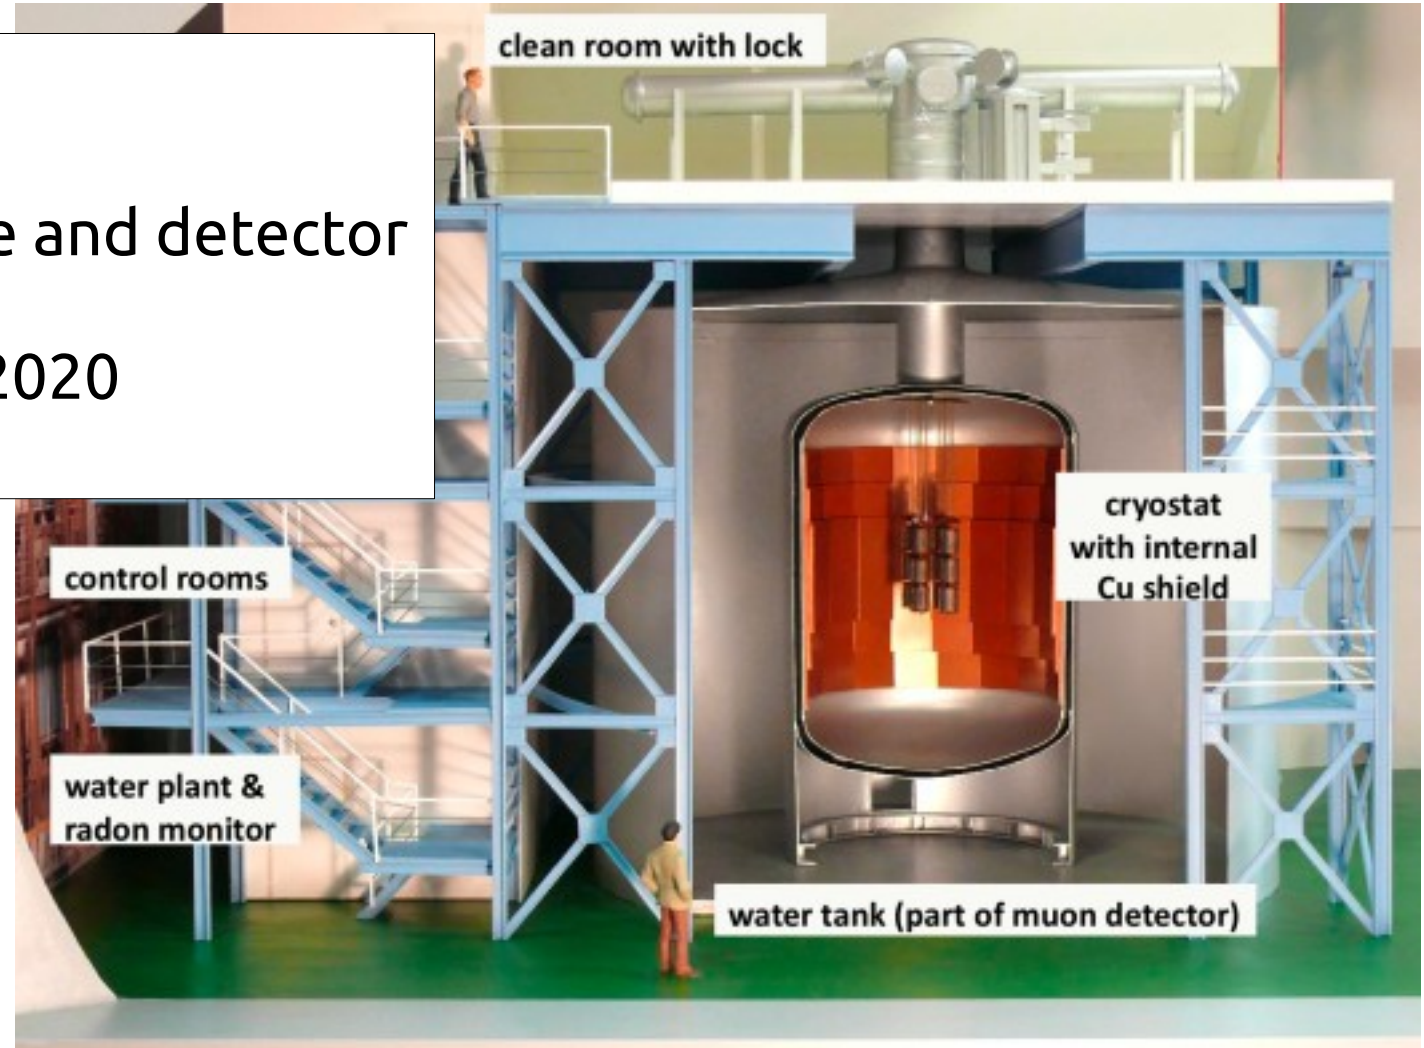 clean room with lock
e and detector
2020
cryostat
with internal
Cu shield
control rooms
water plant &
radon monitor
water tank (part of muon detector)